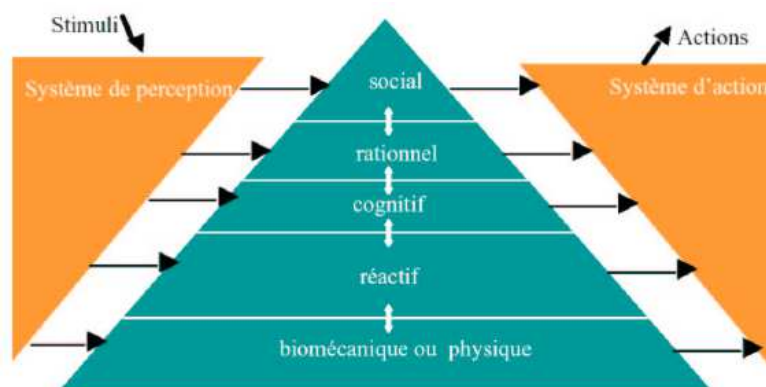 Stimuli
Actions
Système de perception
social
Système d'action
rationnel
cognitif
réactif
biomécanique ou physique